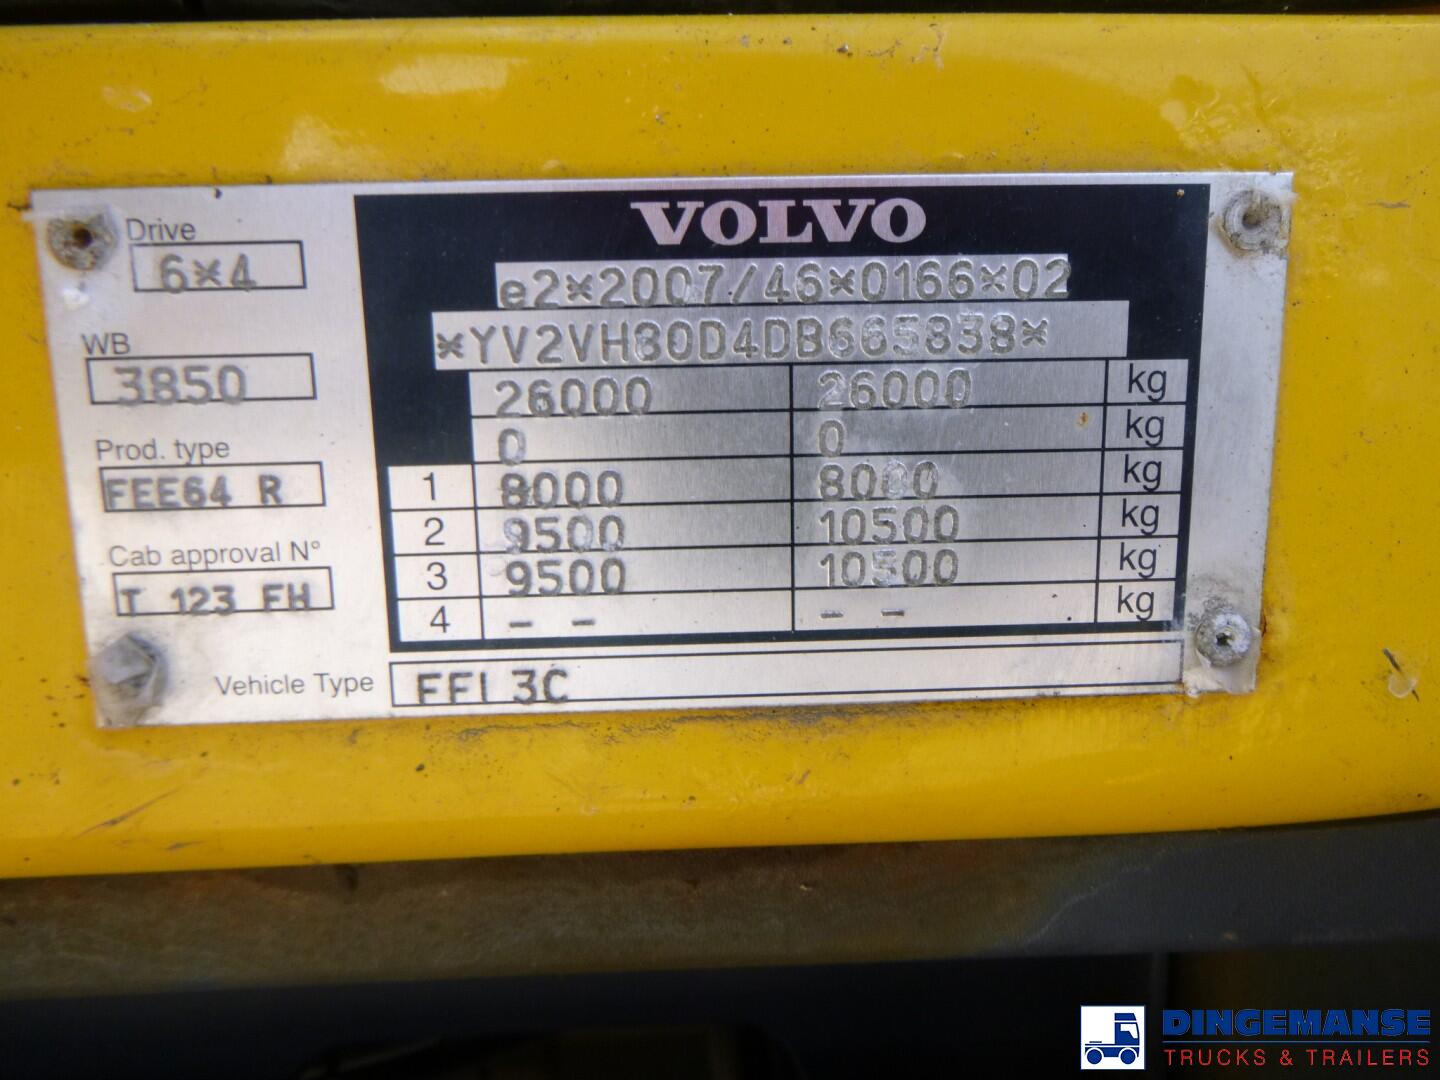 VOLVO
Drive
6*4
e2*2007/46*0166*02
*YV2VH80D4DB665838*
WB
3850
26000 26000 kg
0 0 kg
Prod. type
FEE64 R
1 8000 8000 kg
2 9500 10500 kg
3 9500 10500 kg
4 - - - - kg
Cab approval N°
T 123 FH
Vehicle Type FFL3C
DINGEMANSE
TRUCKS & TRAILERS